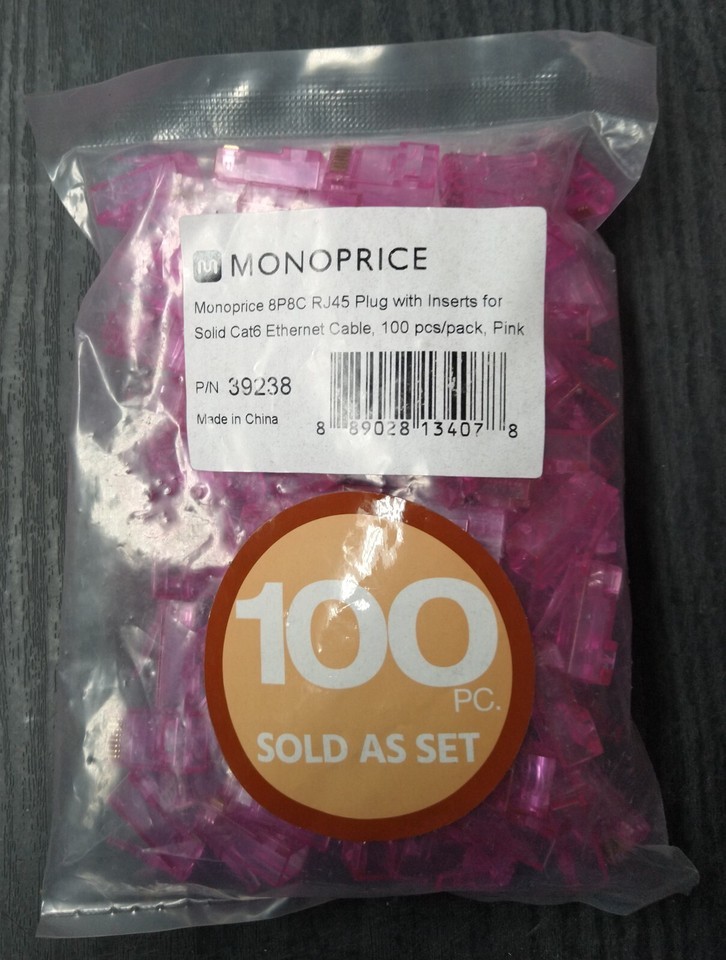 MONOPRICE
Monoprice 8P8C RJ45 Plug with Inserts for
Solid Cat6 Ethernet Cable, 100 pcs/pack, Pink
P/N 39238
Made in China
8 89028 13407 8
100
PC.
SOLD AS SET